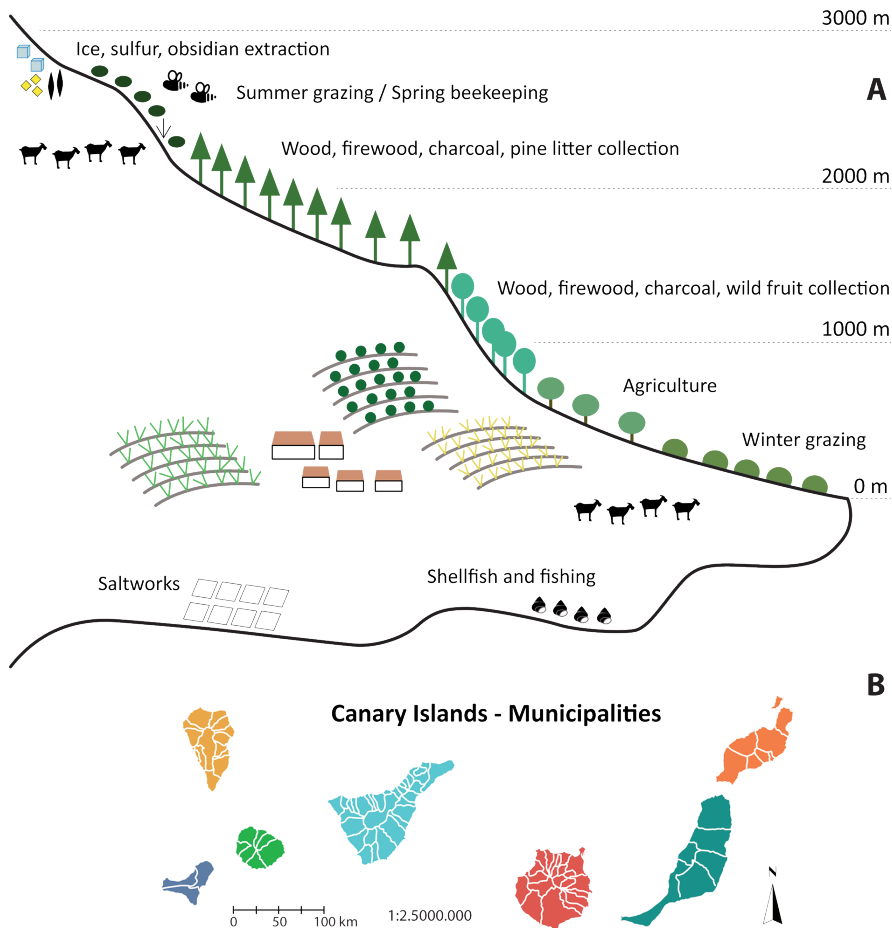 3000 m
Ice, sulfur, obsidian extraction
A
Summer grazing / Spring beekeeping
Wood, firewood, charcoal, pine litter collection
2000 m
Wood, firewood, charcoal, wild fruit collection
1000 m
Agriculture
Winter grazing
0 m
Shellfish and fishing
Saltworks
B
Canary Islands - Municipalities
N
0 50 100 km
1:2.5000.000